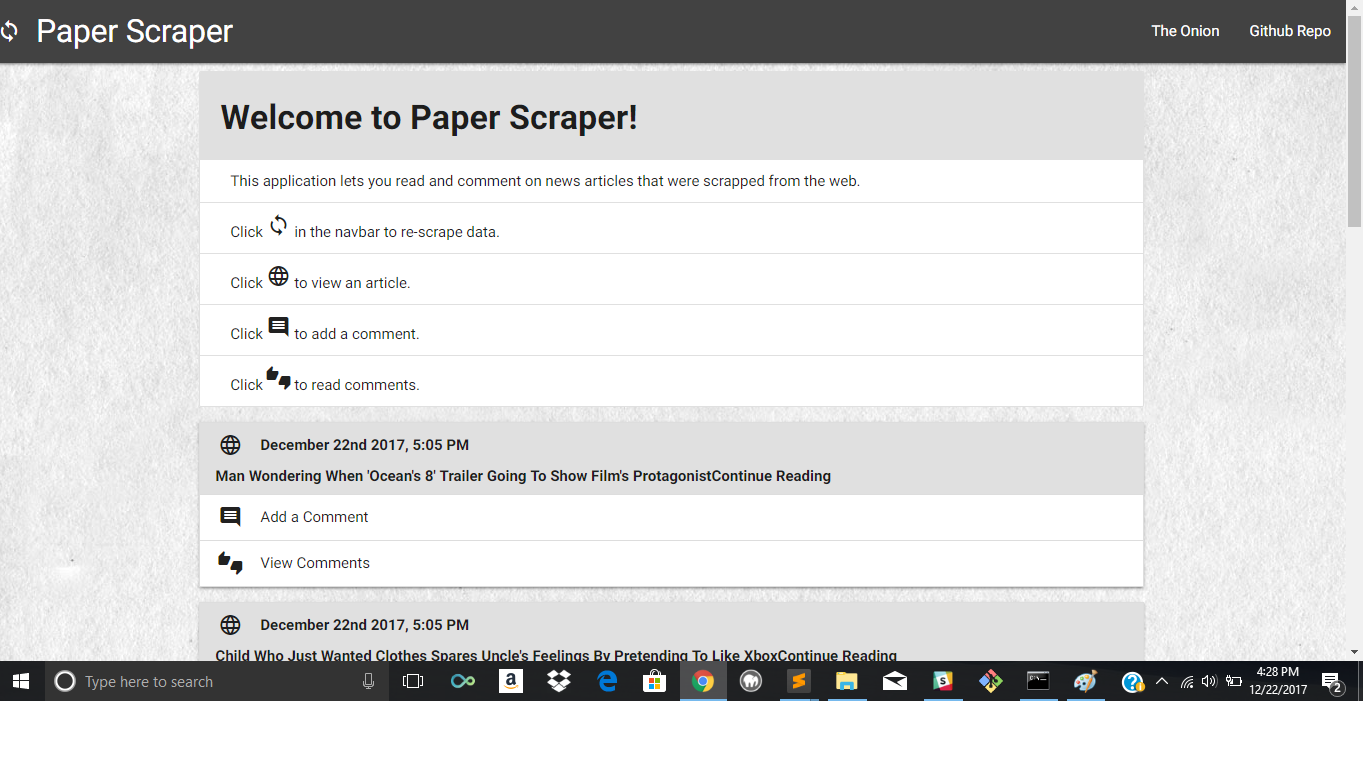 Paper Scraper
The Onion
Github Repo
Welcome to Paper Scraper!
This application lets you read and comment on news articles that were scrapped from the web.
Click in the navbar to re-scrape data.
Click to view an article.
Click to add a comment.
Click to read comments.
December 22nd 2017, 5:05 PM
Man Wondering When 'Ocean's 8' Trailer Going To Show Film's ProtagonistContinue Reading
Add a Comment
View Comments
December 22nd 2017, 5:05 PM
Child Who Just Wanted Clothes Spares Uncle's Feelings By Pretending To Like XboxContinue Reading
Type here to search
4:28 PM
12/22/2017
2